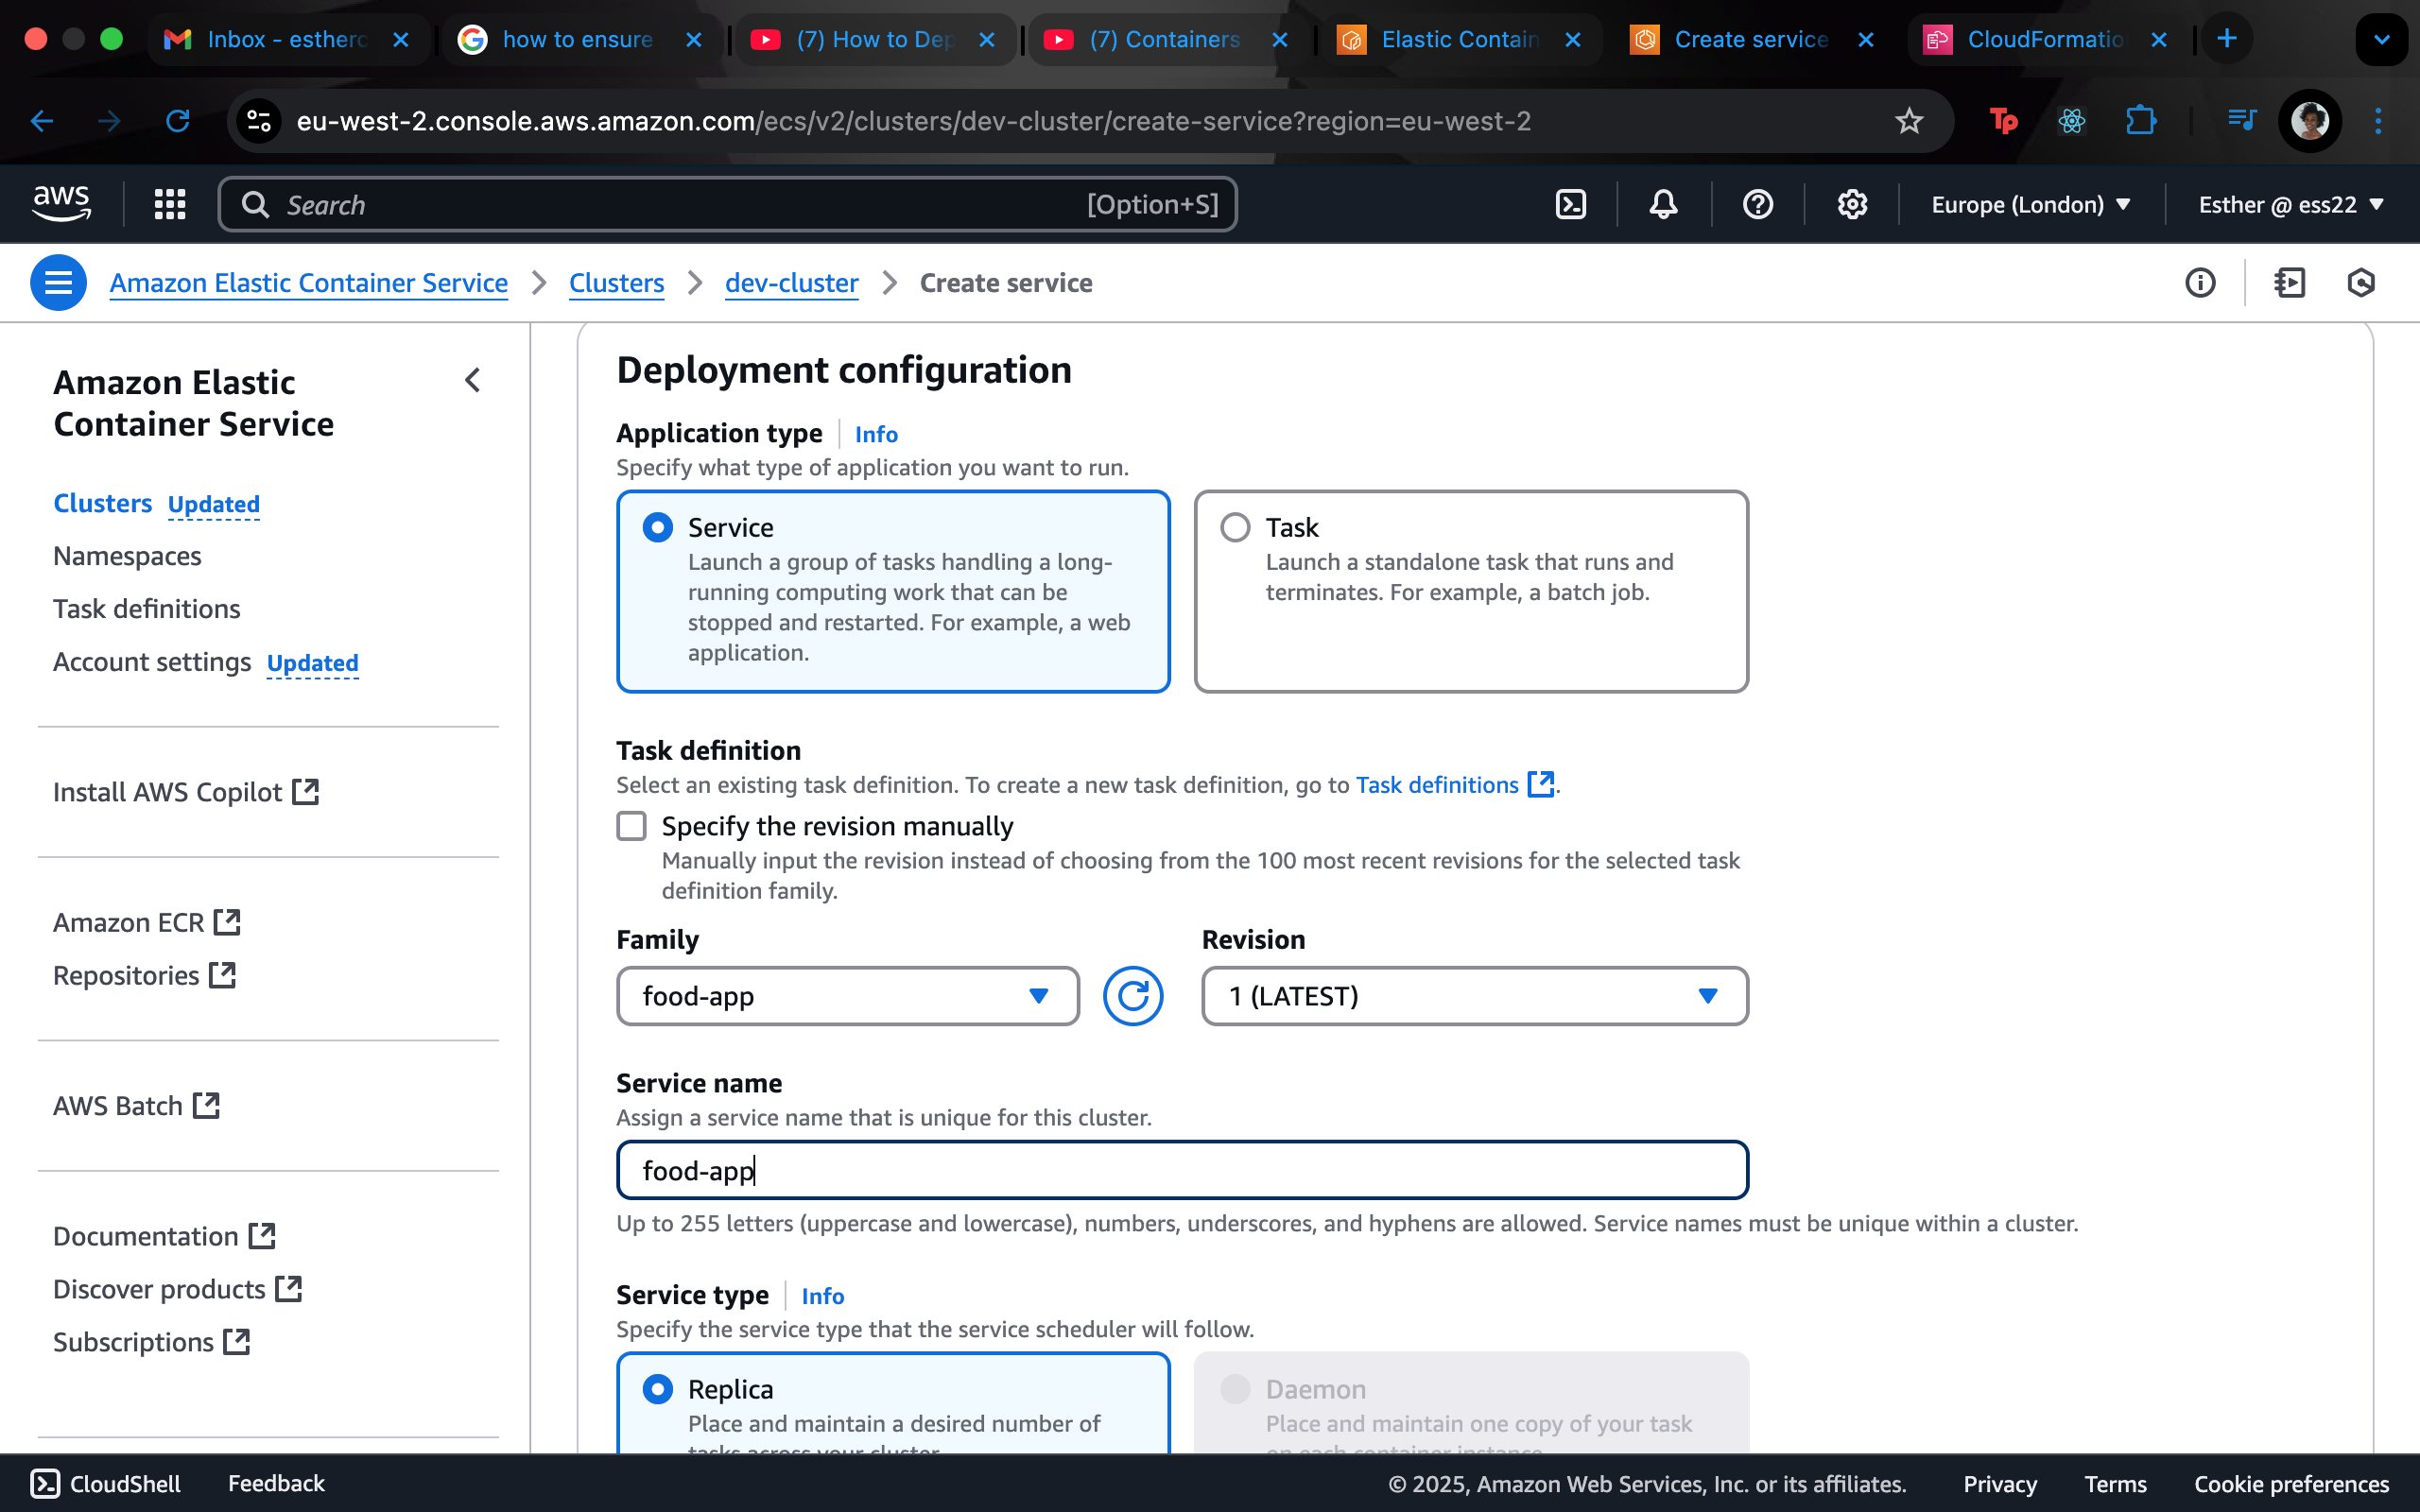 Inbox - esther
how to ensure
(7) How to Dep
(7) Containers
Elastic Contain
Create service
CloudFormatio
eu-west-2.console.aws.amazon.com/ecs/v2/clusters/dev-cluster/create-service?region=eu-west-2
Tp
aws
Search
[Option+S]
Europe (London)
Esther @ ess22
Amazon Elastic Container Service
Clusters
dev-cluster
Create service
Amazon Elastic
Container Service
Clusters Updated
Namespaces
Task definitions
Account settings Updated
Install AWS Copilot
Amazon ECR
Repositories
AWS Batch
Documentation
Discover products
Subscriptions
Deployment configuration
Application type Info
Specify what type of application you want to run.
Service
Launch a group of tasks handling a long-
running computing work that can be
stopped and restarted. For example, a web
application.
Task
Launch a standalone task that runs and
terminates. For example, a batch job.
Task definition
Select an existing task definition. To create a new task definition, go to Task definitions.
Specify the revision manually
Manually input the revision instead of choosing from the 100 most recent revisions for the selected task
definition family.
Family
food-app
Revision
1 (LATEST)
Service name
Assign a service name that is unique for this cluster.
food-app
Up to 255 letters (uppercase and lowercase), numbers, underscores, and hyphens are allowed. Service names must be unique within a cluster.
Service type Info
Specify the service type that the service scheduler will follow.
Replica
Place and maintain a desired number of
tasks across your cluster.
Daemon
Place and maintain one copy of your task
on each container instance.
CloudShell
Feedback
© 2025, Amazon Web Services, Inc. or its affiliates.
Privacy
Terms
Cookie preferences